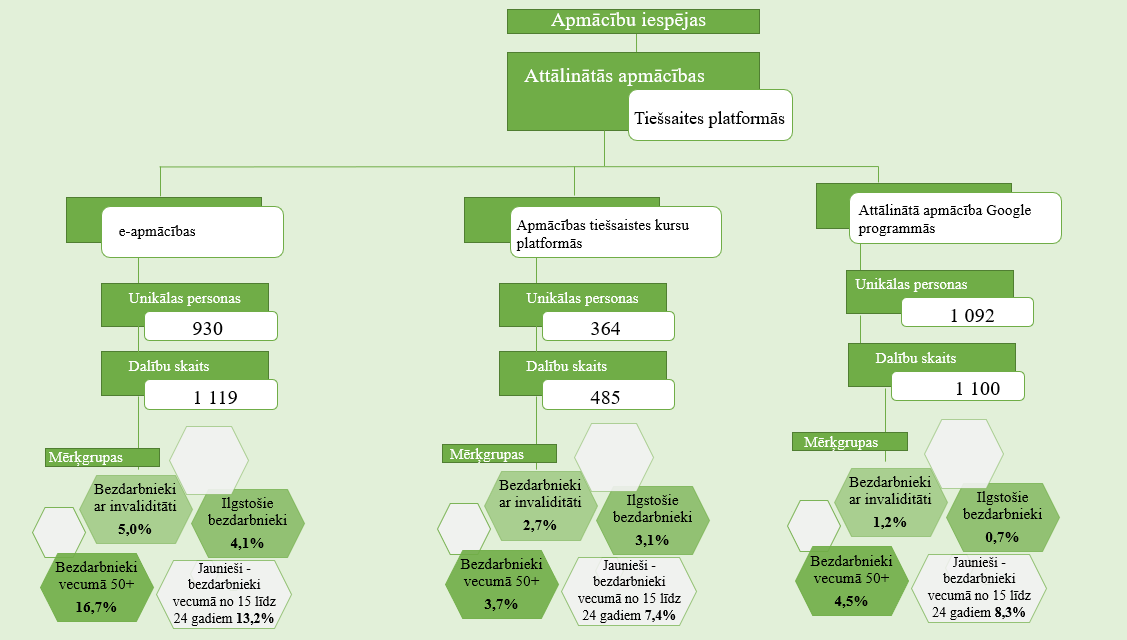 Apmācību iespējas
Attālinātās apmācības
Tiešsaites platformās
e-apmācības
Unikālas personas
930
Dalību skaits
1 119
Mērķgrupas
Bezdarbnieki
ar invaliditāti
5,0%
Ilgstošie
bezdarbnieki
4,1%
Bezdarbnieki
vecumā 50+
16,7%
Jaunieši -
bezdarbnieki
vecumā no 15 līdz
24 gadiem 13,2%
Apmācības tiešsaistes kursu
platformās
Unikālas personas
364
Dalību skaits
485
Mērķgrupas
Bezdarbnieki
ar invaliditāti
2,7%
Ilgstošie
bezdarbnieki
3,1%
Bezdarbnieki
vecumā 50+
3,7%
Jaunieši -
bezdarbnieki
vecumā no 15 līdz
24 gadiem 7,4%
Attālinātā apmācība Google
programmās
Unikālas personas
1 092
Dalību skaits
1 100
Mērķgrupas
Bezdarbnieki
ar invaliditāti
1,2%
Ilgstošie
bezdarbnieki
0,7%
Bezdarbnieki
vecumā 50+
4,5%
Jaunieši -
bezdarbnieki
vecumā no 15 līdz
24 gadiem 8,3%